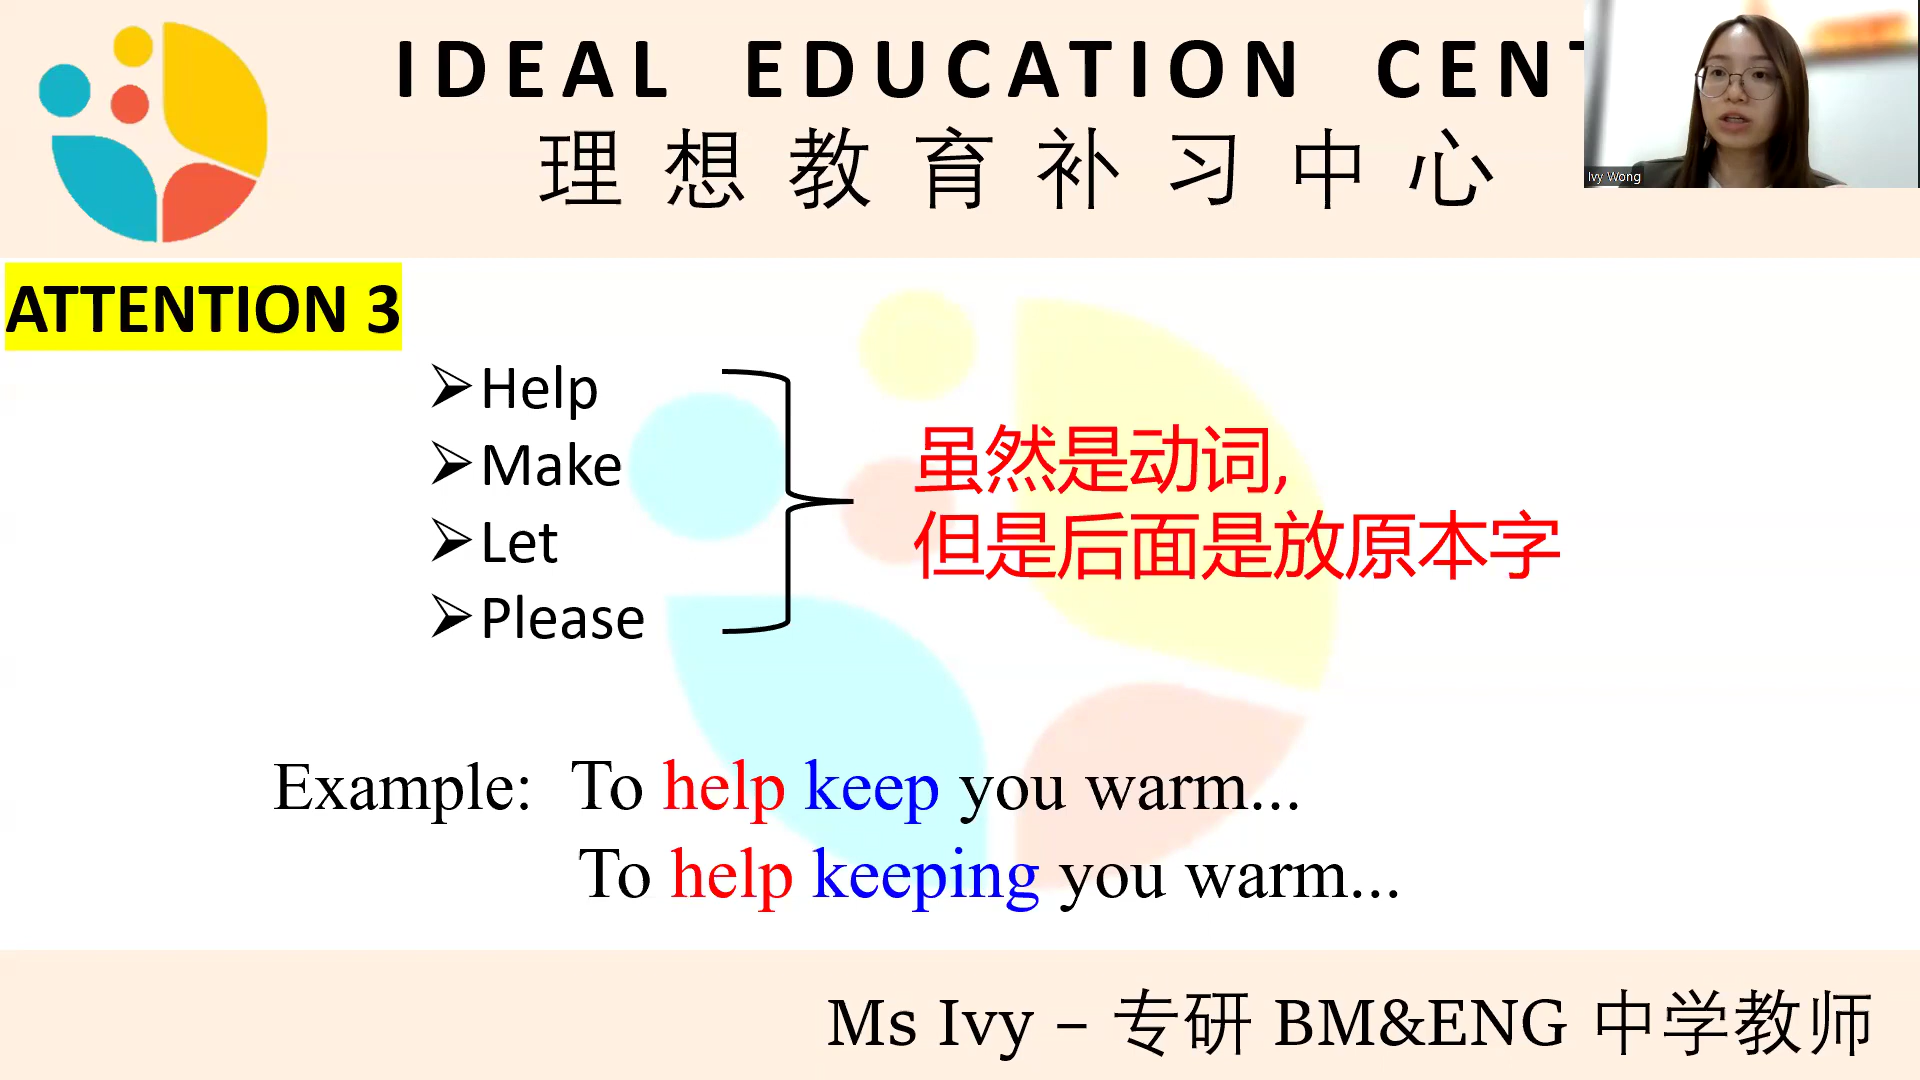 IDEAL EDUCATION CENT
理想教育补习中心
Ivy Wong
ATTENTION 3
Help
Make
Let
Please
虽然是动词,
但是后面是放原本字
Example: To help keep you warm...
To help keeping you warm...
Ms Ivy – 专研 BM&ENG 中学教师